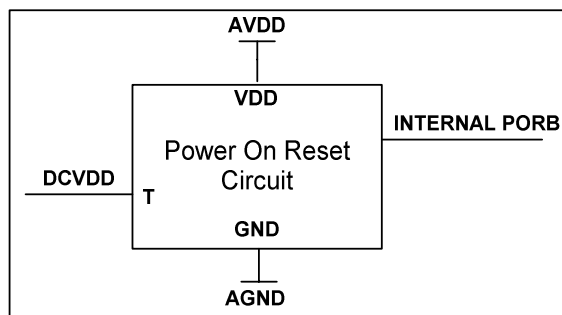 AVDD
VDD
INTERNAL PORB
Power On Reset
Circuit
DCVDD
T
GND
AGND